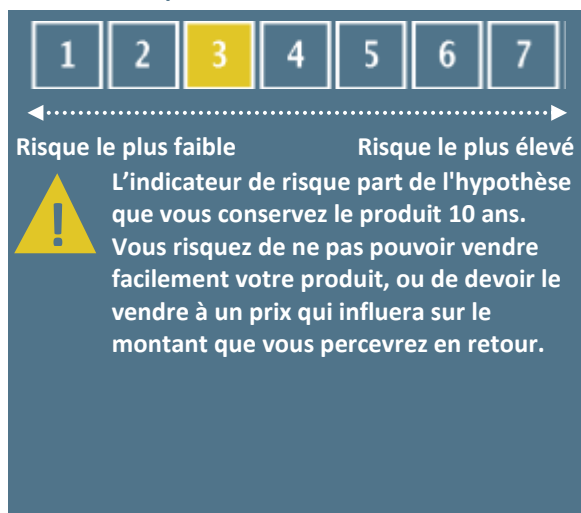 1 2 3 4 5 6 7
Risque le plus faible Risque le plus élevé
L’indicateur de risque part de l'hypothèse
que vous conservez le produit 10 ans.
! Vous risquez de ne pas pouvoir vendre
facilement votre produit, ou de devoir le
vendre à un prix qui influera sur le
montant que vous percevrez en retour.